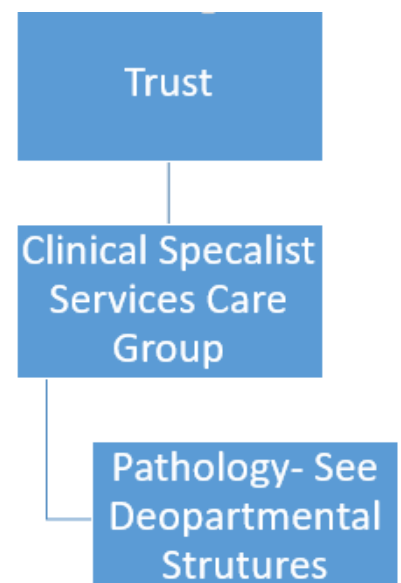 Trust
Clinical Specalist
Services Care
Group
Pathology- See
Deopartmental
Strutures